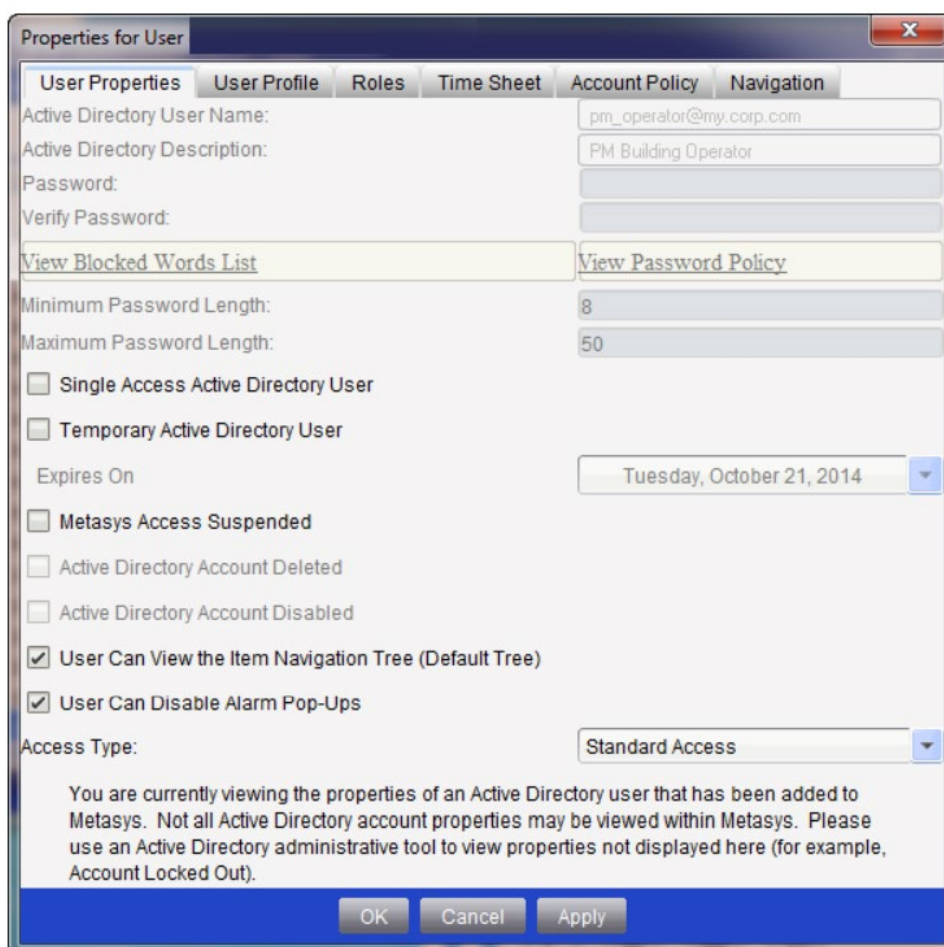 Properties for User
User Properties User Profile Roles Time Sheet Account Policy Navigation
Active Directory User Name: pm_operator@my.corp.com
Active Directory Description: PM Building Operator
Password:
Verify Password:
View Blocked Words List View Password Policy
Minimum Password Length: 8
Maximum Password Length: 50
Single Access Active Directory User
Temporary Active Directory User
Expires On Tuesday, October 21, 2014
Metasys Access Suspended
Active Directory Account Deleted
Active Directory Account Disabled
User Can View the Item Navigation Tree (Default Tree)
User Can Disable Alarm Pop-Ups
Access Type: Standard Access
You are currently viewing the properties of an Active Directory user that has been added to
Metasys. Not all Active Directory account properties may be viewed within Metasys. Please
use an Active Directory administrative tool to view properties not displayed here (for example,
Account Locked Out).
OK Cancel Apply